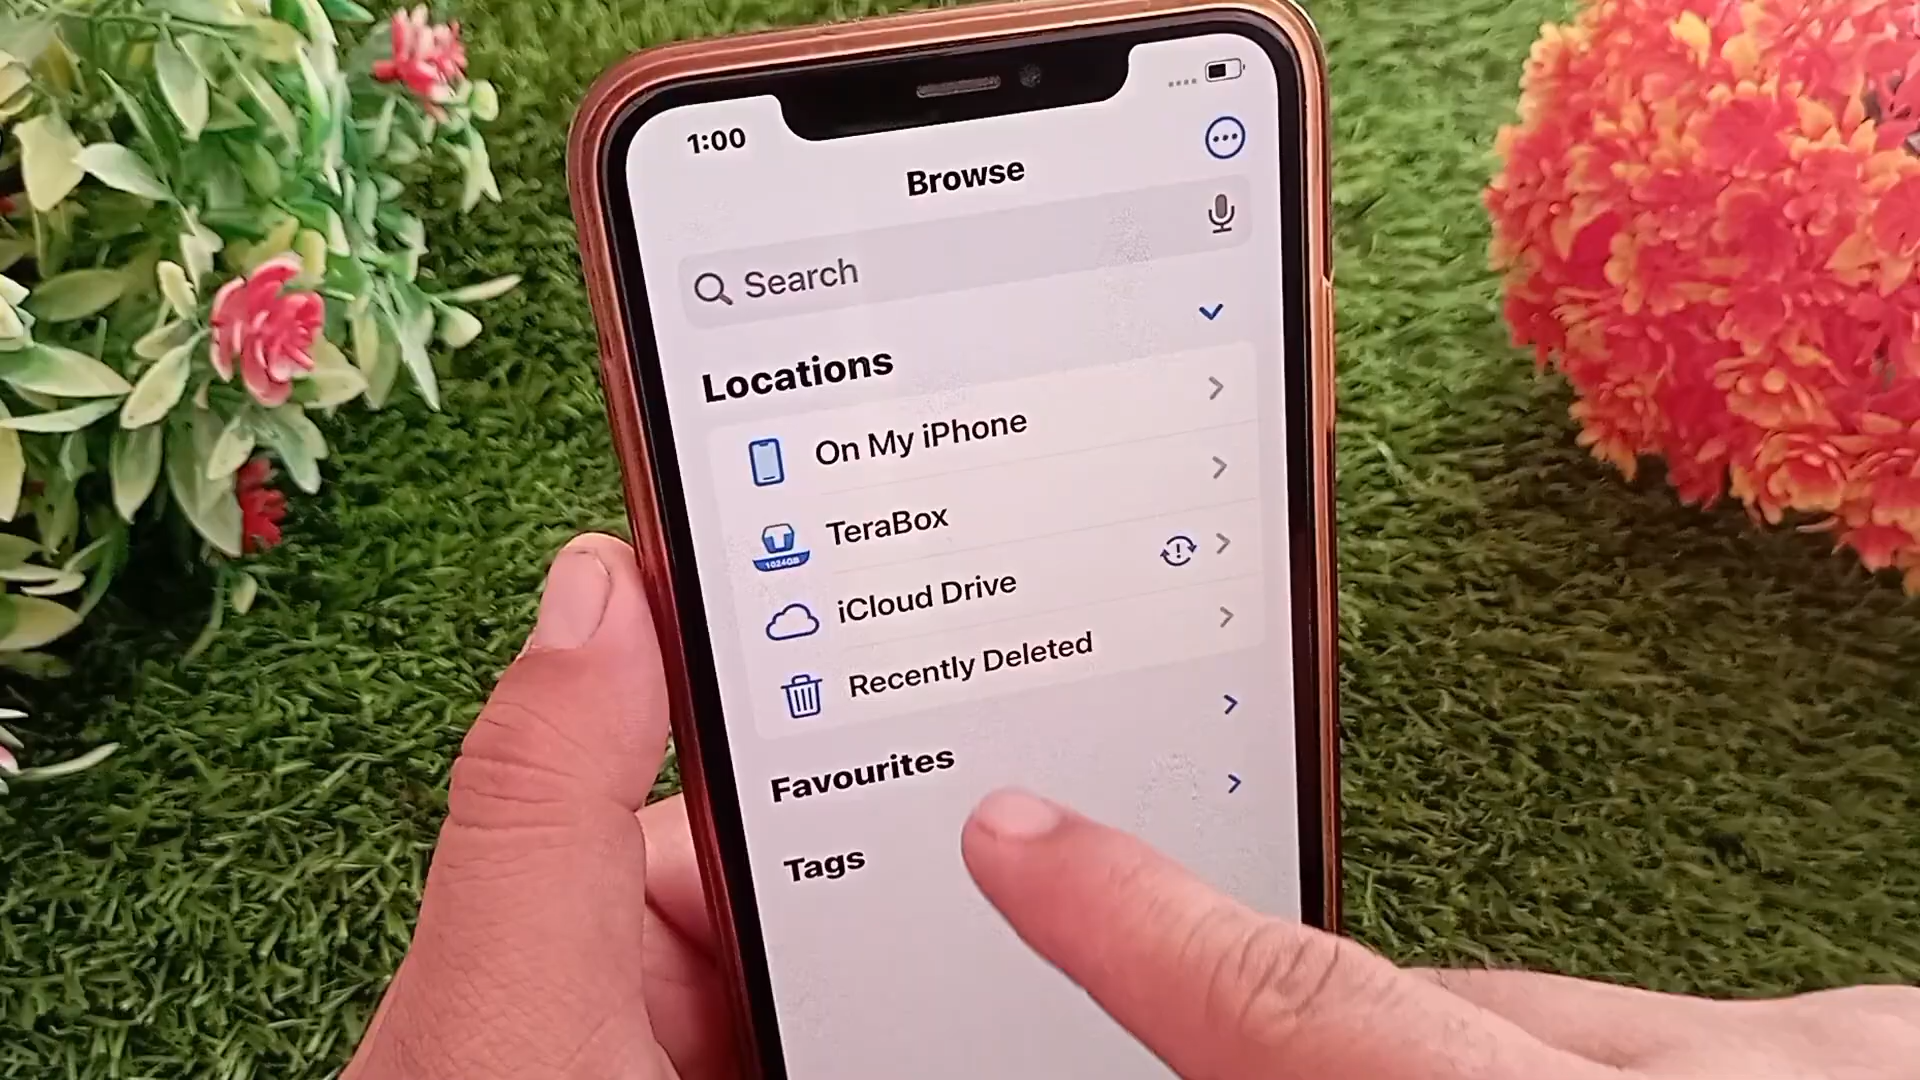 1:00
Browse
Search
Locations
On My iPhone
TeraBox
1024GB
iCloud Drive
Recently Deleted
Favourites
Tags